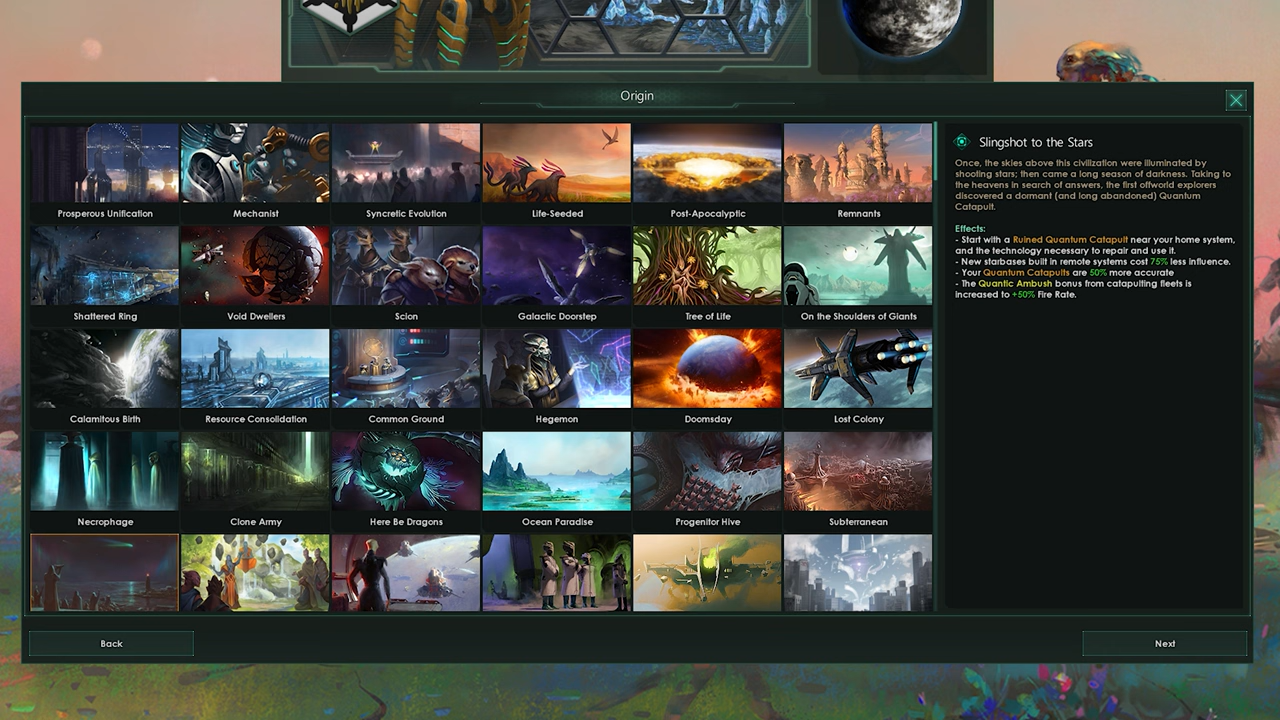 Origin
Prosperous Unification
Mechanist
Syncretic Evolution
Life-Seeded
Post-Apocalyptic
Remnants
Shattered Ring
Void Dwellers
Scion
Galactic Doorstep
Tree of Life
On the Shoulders of Giants
Calamitous Birth
Resource Consolidation
Common Ground
Hegemon
Doomsday
Lost Colony
Necrophage
Clone Army
Here Be Dragons
Ocean Paradise
Progenitor Hive
Subterranean
Slingshot to the Stars
Once, the skies above this civilization were illuminated by
shooting stars; then came a long season of darkness. Taking to
the heavens in search of answers, the first offworld explorers
discovered a dormant (and long abandoned) Quantum
Catapult.
Effects:
- Start with a Ruined Quantum Catapult near your home system,
and the technology necessary to repair and use it.
- New starbases built in remote systems cost 75% less influence.
- Your Quantum Catapults are 50% more accurate
- The Quantic Ambush bonus from catapulting fleets is
increased to +50% Fire Rate.
Back
Next